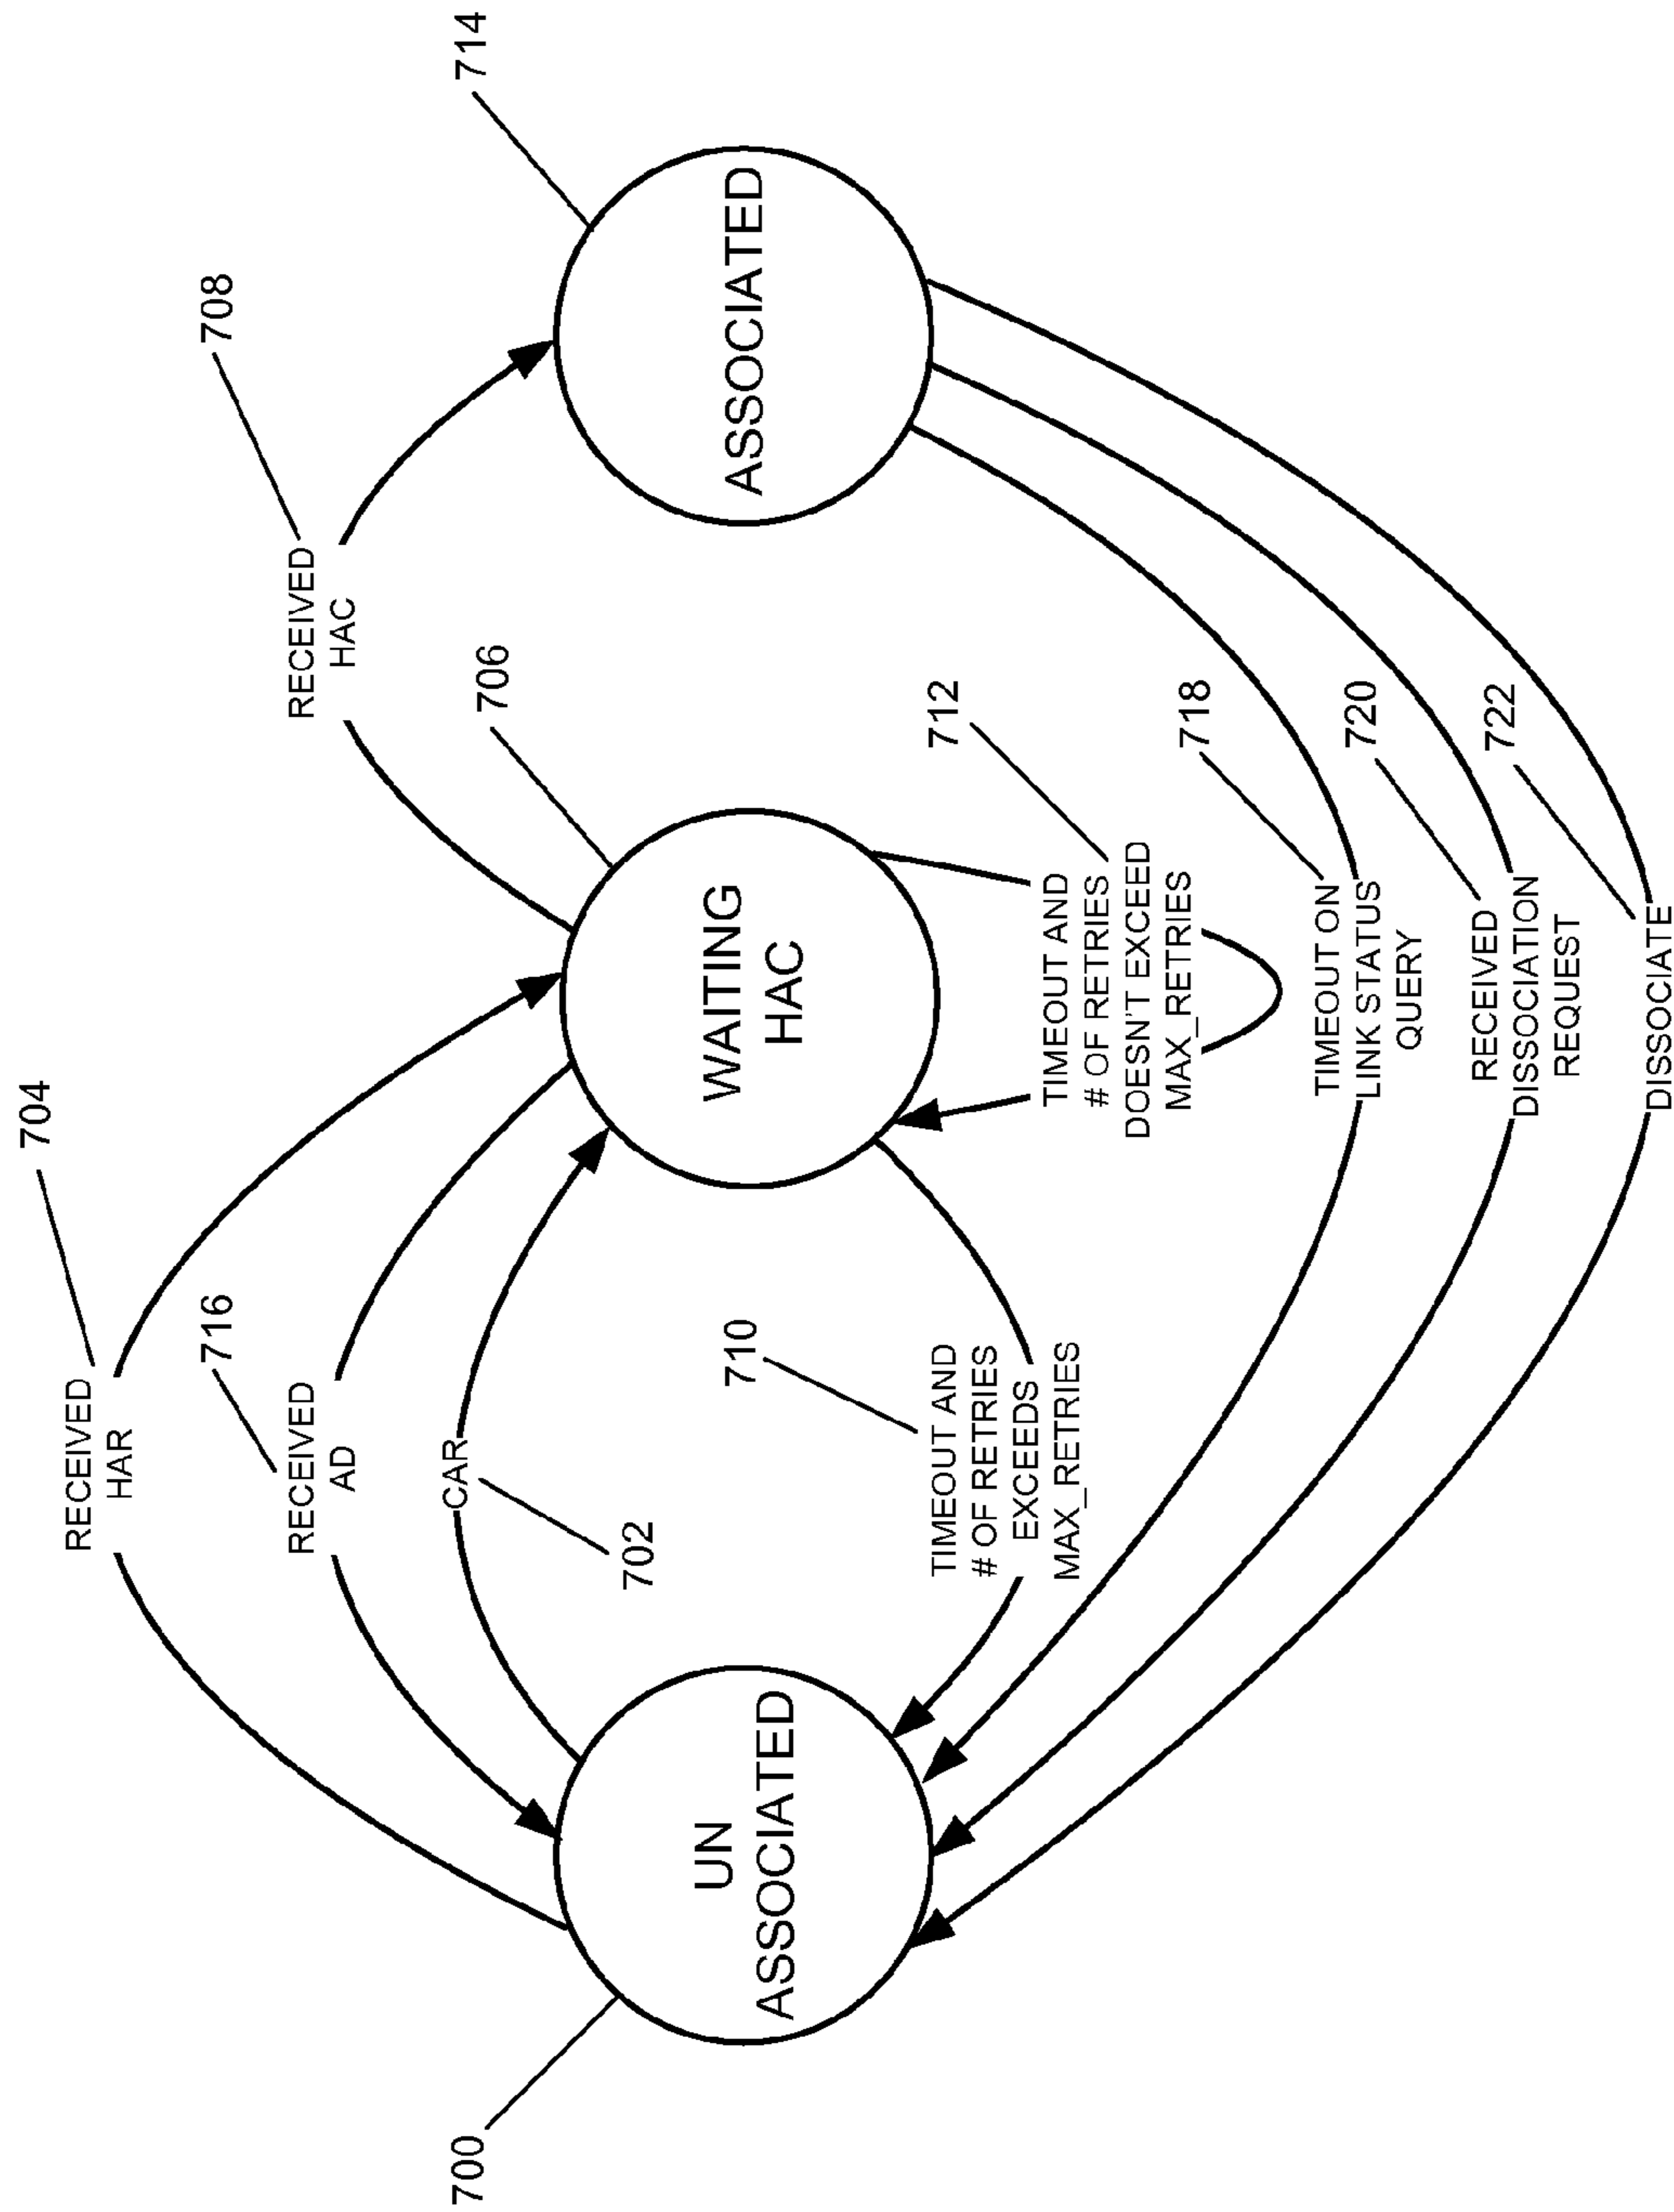 704
RECEIVED
HAR
716
RECEIVED
AD
708
RECEIVED
HAC
CAR
702
700
UN
ASSOCIATED
706
WAITING
HAC
714
ASSOCIATED
710
TIMEOUT AND
# OF RETRIES
EXCEEDS
MAX_RETRIES
712
TIMEOUT AND
# OF RETRIES
DOESN'T EXCEED
MAX_RETRIES
718
TIMEOUT ON
LINK STATUS
QUERY
720
RECEIVED
DISSOCIATION
REQUEST
722
DISSOCIATE